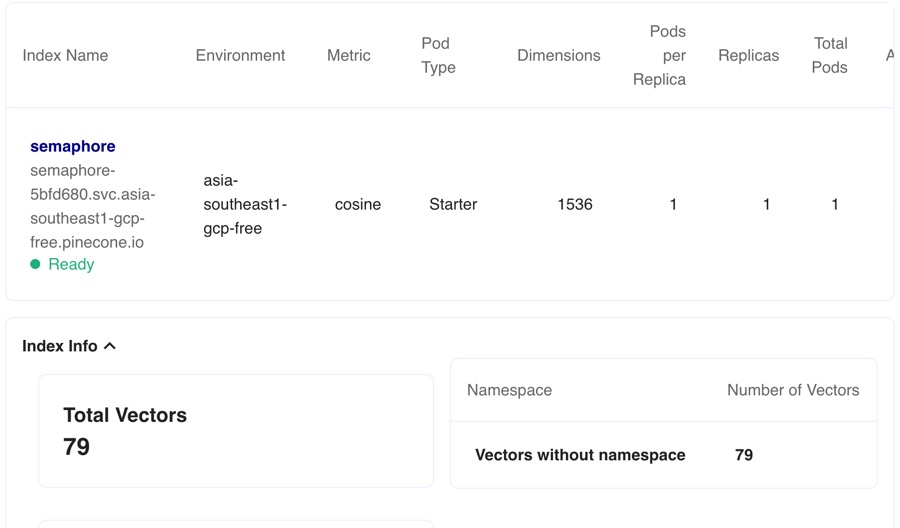 Index Name
Environment
Metric
Pod
Type
Dimensions
Pods
per
Replica
Replicas
Total
Pods
A
semaphore
semaphore-
5bfd680.svc.asia-
southeast1-gcp-
free.pinecone.io
Ready
asia-
southeast1-
gcp-free
cosine
Starter
1536
1
1
1
Index Info
Total Vectors
79
Namespace
Number of Vectors
Vectors without namespace
79